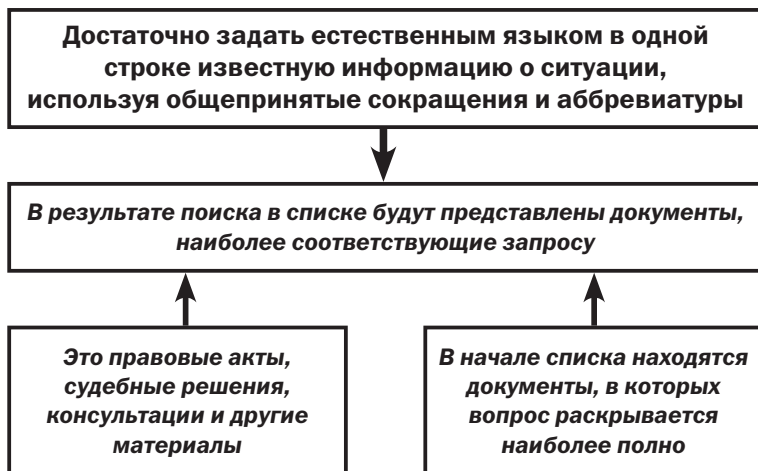 Достаточно задать естественным языком в одной
строке известную информацию о ситуации,
используя общепринятые сокращения и аббревиатуры
В результате поиска в списке будут представлены документы,
наиболее соответствующие запросу
Это правовые акты,
судебные решения,
консультации и другие
материалы
В начале списка находятся
документы, в которых
вопрос раскрывается
наиболее полно